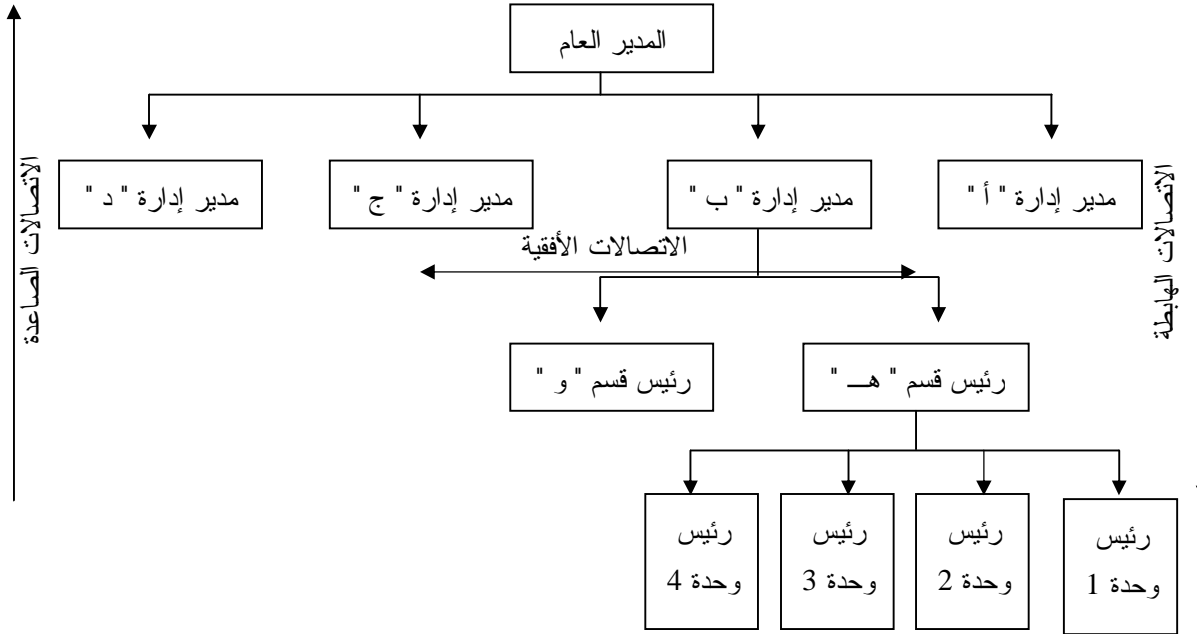 المدير العام
مدير إدارة " أ "
مدير إدارة " ب "
مدير إدارة " ج "
مدير إدارة " د "
الاتصالات الهابطة
الاتصالات الصاعدة
الاتصالات الأفقية
رئيس قسم " هـــ "
رئيس قسم " و "
رئيس
وحدة 1
رئيس
وحدة 2
رئيس
وحدة 3
رئيس
وحدة 4